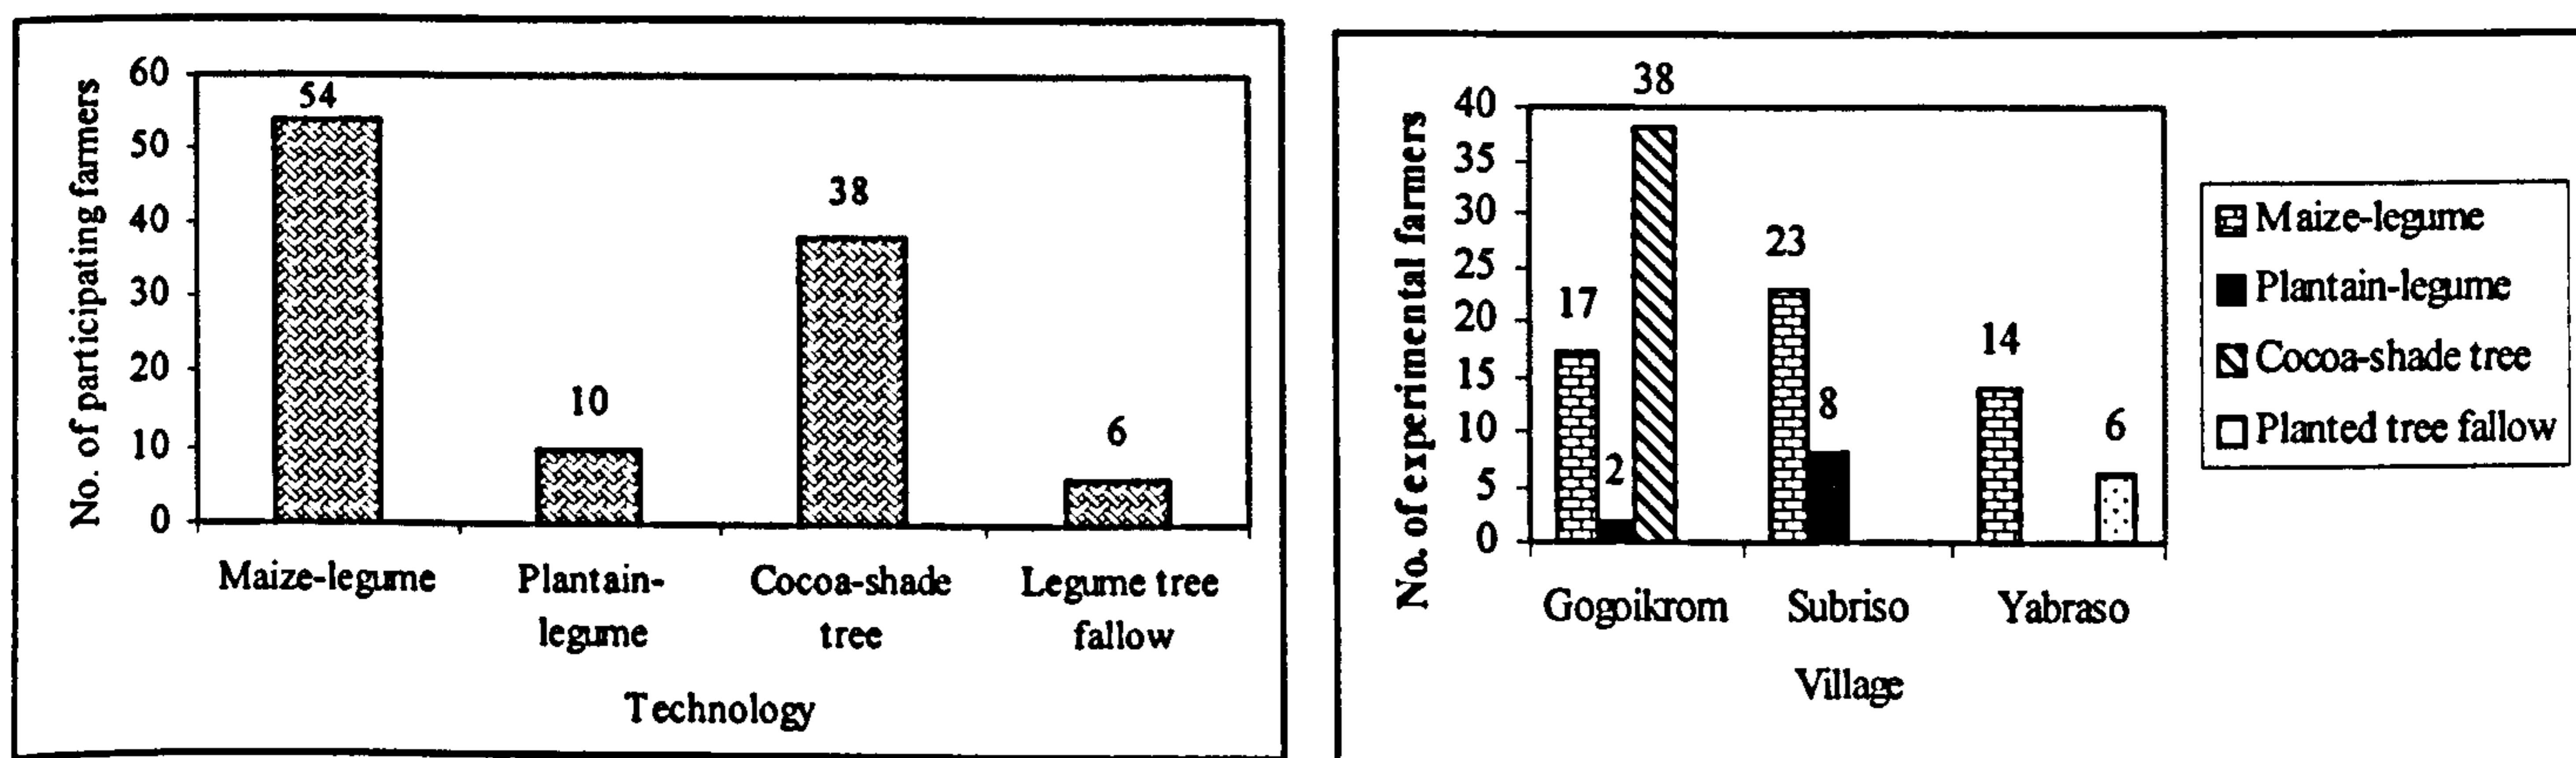 No. of participating farmers
60
50
40
30
20
10
0
54
10
38
6
Maize-legume
Plantain-
legume
Cocoa-shade
tree
Legume tree
fallow
Technology
No. of experimental farmers
40
35
30
25
20
15
10
5
0
17
2
38
23
8
14
6
Gogoikrom
Subriso
Yabraso
Village
Maize-legume
Plantain-legume
Cocoa-shade tree
Planted tree fallow